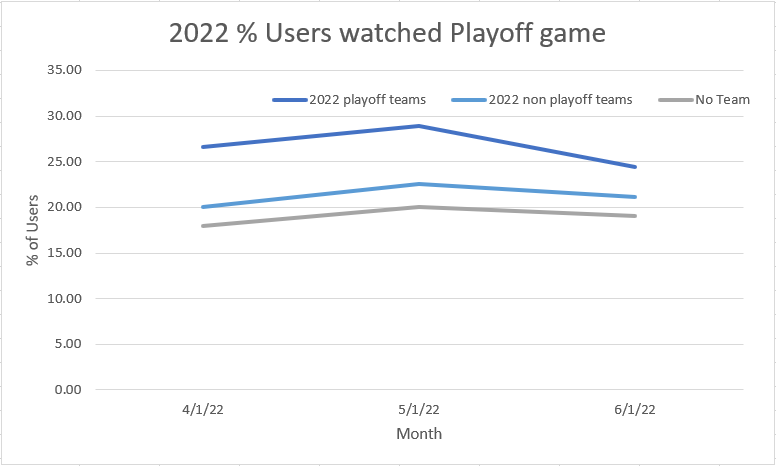 2022 % Users watched Playoff game
35.00
2022 playoff teams 2022 non playoff teams No Team
30.00
25.00
20.00
15.00
10.00
5.00
0.00
% of Users
4/1/22 5/1/22 6/1/22
Month